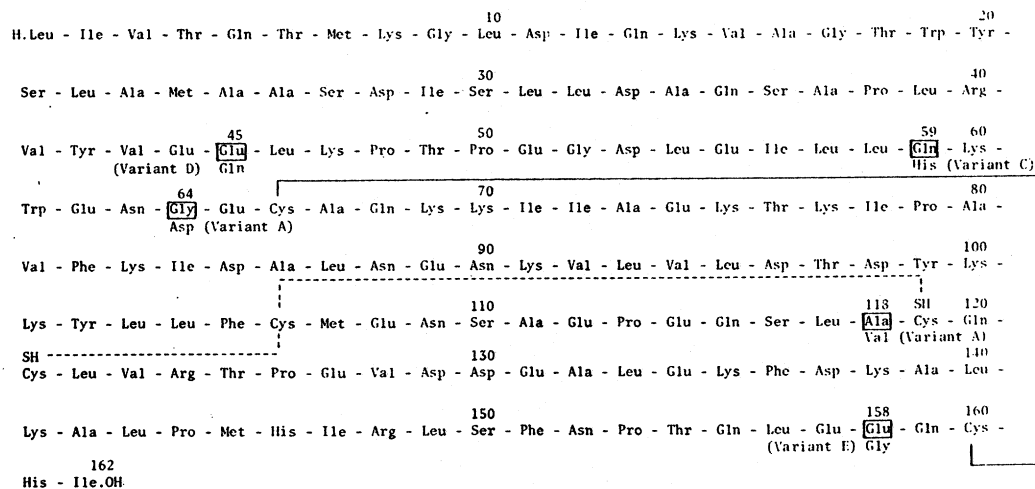 10 20
H.Leu - Ile - Val - Thr - Gln - Thr - Met - Lys - Gly - Leu - Asp - Ile - Gln - Lys - Val - Ala - Gly - Thr - Trp - Tyr -
30 40
Ser - Leu - Ala - Met - Ala - Ala - Ser - Asp - Ile - Ser - Leu - Leu - Asp - Ala - Gln - Ser - Ala - Pro - Leu - Arg -
45 50 59 60
Val - Tyr - Val - Glu - Glu - Leu - Lys - Pro - Thr - Pro - Glu - Gly - Asp - Leu - Glu - Ile - Leu - Leu - Gln - Lys -
(Variant D) Gln His (Variant C)
64 70 80
Trp - Glu - Asn - Gly - Glu - Cys - Ala - Gln - Lys - Lys - Ile - Ile - Ala - Glu - Lys - Thr - Lys - Ile - Pro - Ala -
Asp (Variant A)
90 100
Val - Phe - Lys - Ile - Asp - Ala - Leu - Asn - Glu - Asn - Lys - Val - Leu - Val - Leu - Asp - Thr - Asp - Tyr - Lys -
110 118 SH 120
Lys - Tyr - Leu - Leu - Phe - Cys - Met - Glu - Asn - Ser - Ala - Glu - Pro - Glu - Gln - Ser - Leu - Ala - Cys - Gln -
Val (Variant A)
SH
130 140
Cys - Leu - Val - Arg - Thr - Pro - Glu - Val - Asp - Asp - Glu - Ala - Leu - Glu - Lys - Phe - Asp - Lys - Ala - Leu -
150 158 160
Lys - Ala - Leu - Pro - Met - His - Ile - Arg - Leu - Ser - Phe - Asn - Pro - Thr - Gln - Leu - Glu - Glu - Gln - Cys -
(Variant E) Gly
162
His - Ile.OH